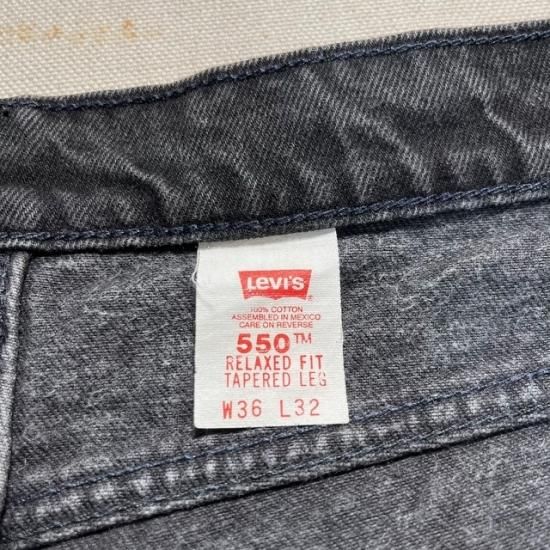 Levi's
100% COTTON
ASSEMBLED IN MEXICO
CARE ON REVERSE
550™
RELAXED FIT
TAPERED LEG
W36 L32